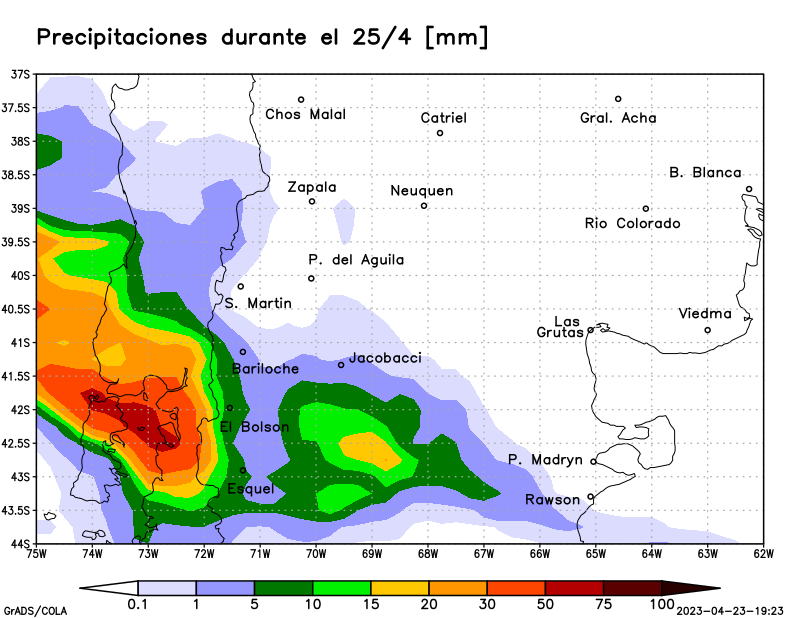 Precipitaciones durante el 25/4 [mm]
37S
37.5S
Chos Malal
Catriel
Gral. Acha
38S
38.5S
B. Blanca
Zapala
Neuquen
39S
Rio Colorado
39.5S
P. del Aguila
40S
S. Martin
40.5S
Las
Grutas
Viedma
41S
Jacobacci
Bariloche
41.5S
42S
El Bolson
42.5S
P. Madryn
43S
Esquel
Rawson
43.5S
44S
75W 74W 73W 72W 71W 70W 69W 68W 67W 66W 65W 64W 63W 62W
0.1 1 5 10 15 20 30 50 75 100
GrADS/COLA
2023-04-23-19:23